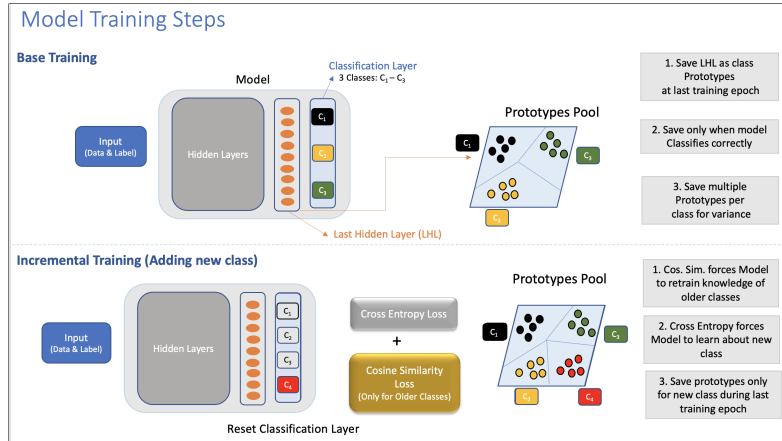 Model Training Steps
Base Training
Model
Classification Layer
3 Classes: C1 – C3
Input
(Data & Label)
Hidden Layers
C1
C2
C3
Last Hidden Layer (LHL)
Prototypes Pool
C1
C3
C2
1. Save LHL as class
Prototypes
at last training epoch
2. Save only when model
Classifies correctly
3. Save multiple
Prototypes per
class for variance
Incremental Training (Adding new class)
Input
(Data & Label)
Hidden Layers
C1
C2
C3
C4
Reset Classification Layer
Cross Entropy Loss
+
Cosine Similarity
Loss
(Only for Older Classes)
Prototypes Pool
C1
C3
C2
C4
1. Cos. Sim. forces Model
to retrain knowledge of
older classes
2. Cross Entropy forces
Model to learn about new
class
3. Save prototypes only
for new class during last
training epoch